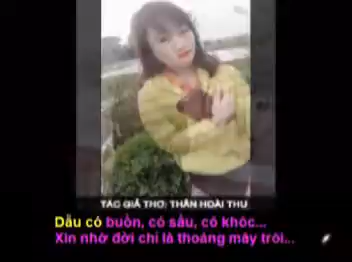 TÁC GIẢ THƠ: THÂN HOÀI THU
Dẫu có buồn, có sầu, có khóc...
Xin nhớ đời chỉ là thoáng mây trôi...